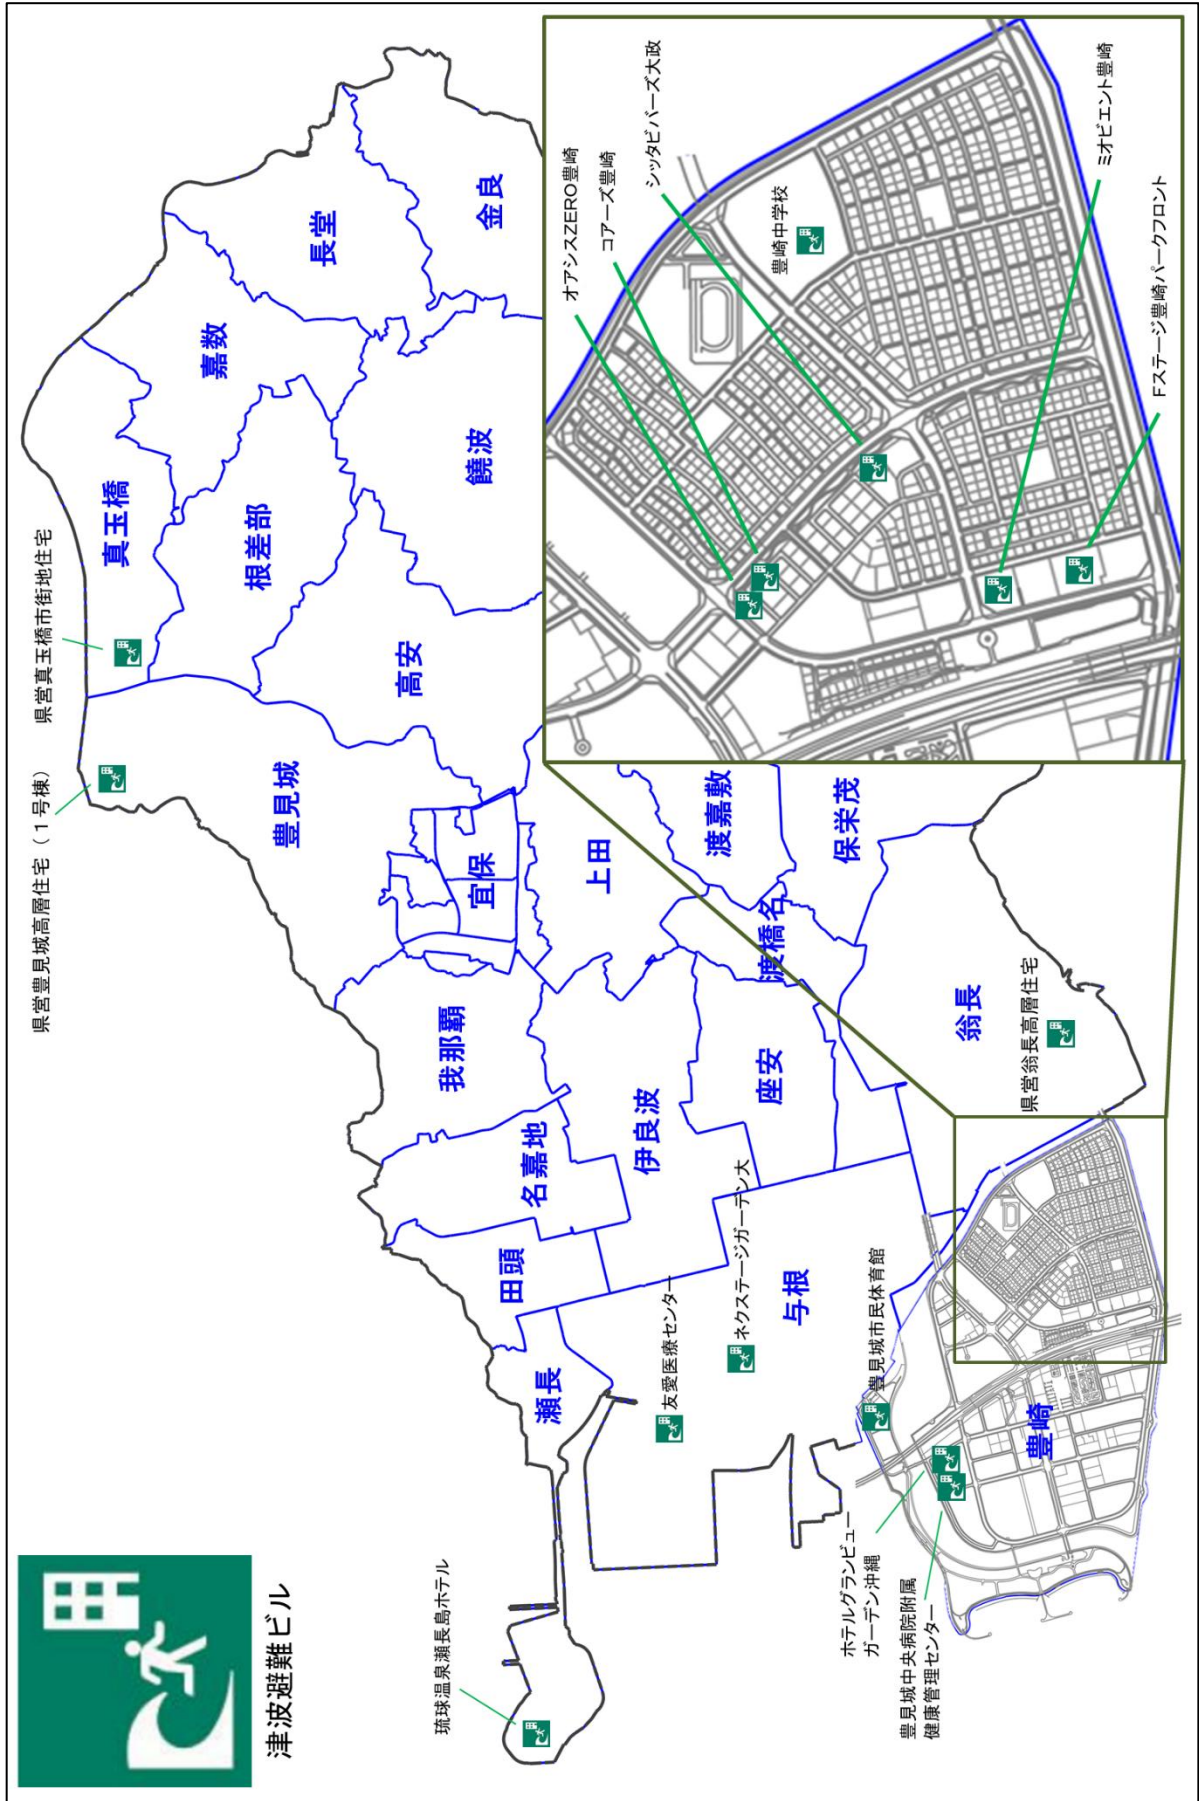 津波避難ビル
琉球温泉瀬長島ホテル
県営豊見城高層住宅（1号棟）
県営真玉橋市街地住宅
真玉橋
嘉数
長堂
金良
根差部
饒波
高安
豊見城
宜保
上田
渡嘉敷
保栄茂
渡橋名
翁長
県営翁長高層住宅
我那覇
名嘉地
伊良波
座安
田頭
瀬長
与根
友愛医療センター
ネクステージガーデン大
豊見城市民体育館
豊崎
ホテルグランビュー
ガーデン沖縄
豊見城中央病院附属
健康管理センター
オアシスZERO豊崎
コアーズ豊崎
シッタビバーズ大政
豊崎中学校
ミオビエント豊崎
Fステージ豊崎パークフロント